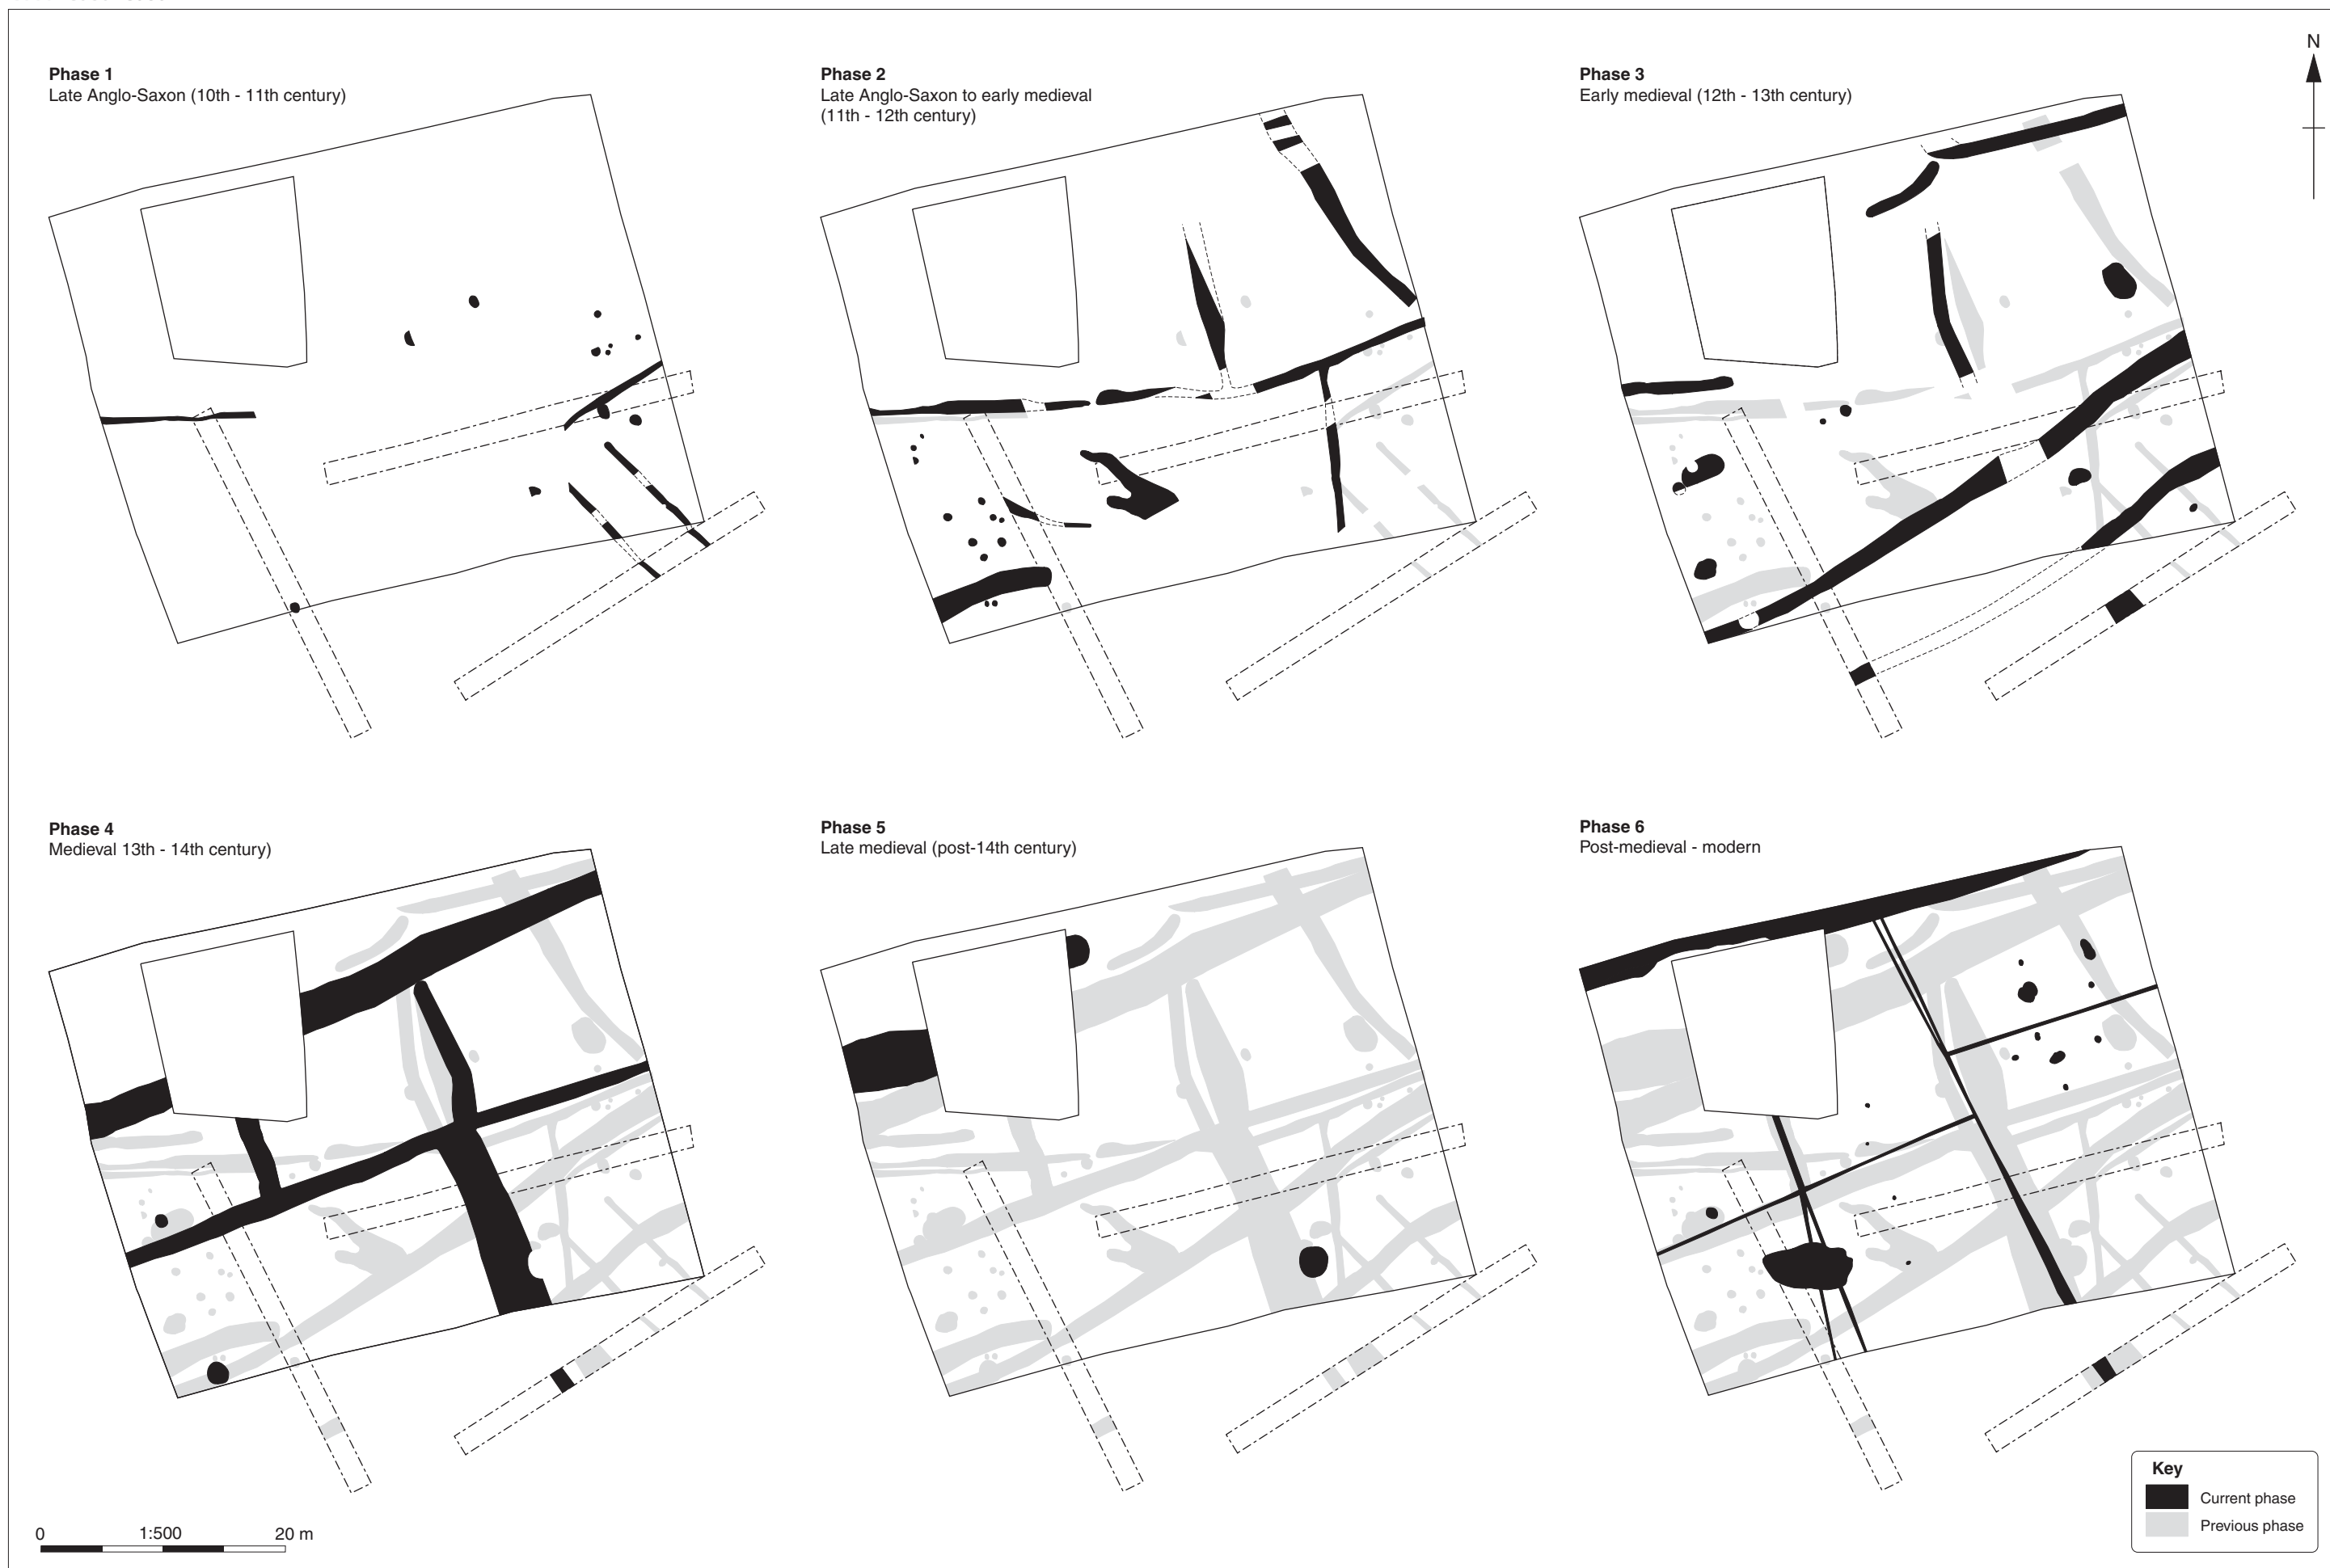 N
Phase 1
Late Anglo-Saxon (10th - 11th century)
Phase 2
Late Anglo-Saxon to early medieval
(11th - 12th century)
Phase 3
Early medieval (12th - 13th century)
Phase 4
Medieval 13th - 14th century)
Phase 5
Late medieval (post-14th century)
Phase 6
Post-medieval - modern
0 1:500 20 m
Key
Current phase
Previous phase